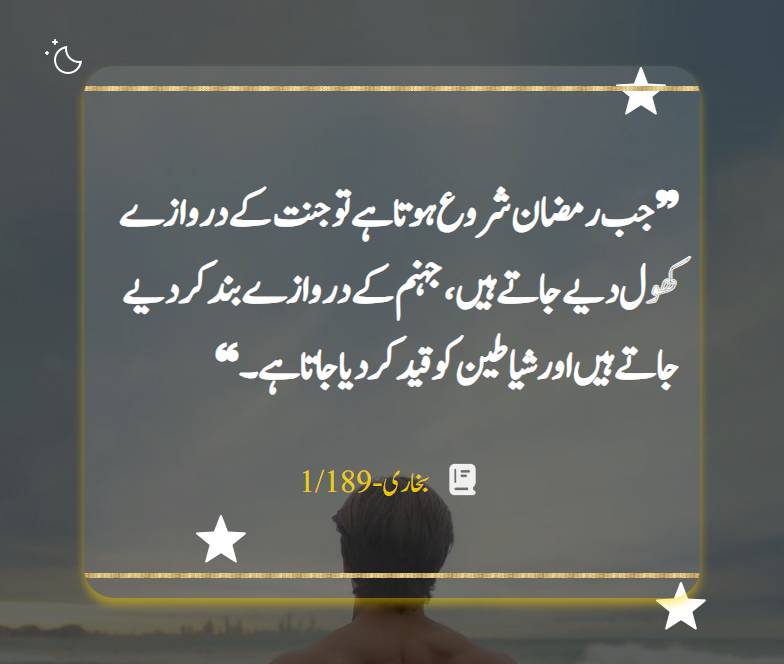 ”جب رمضان شروع ہوتا ہے تو جنت کے دروازے
کھول دیے جاتے ہیں، جہنم کے دروازے بند کر دیے
جاتے ہیں اور شیاطین کو قید کر دیا جاتا ہے۔“
بخاری-1/189